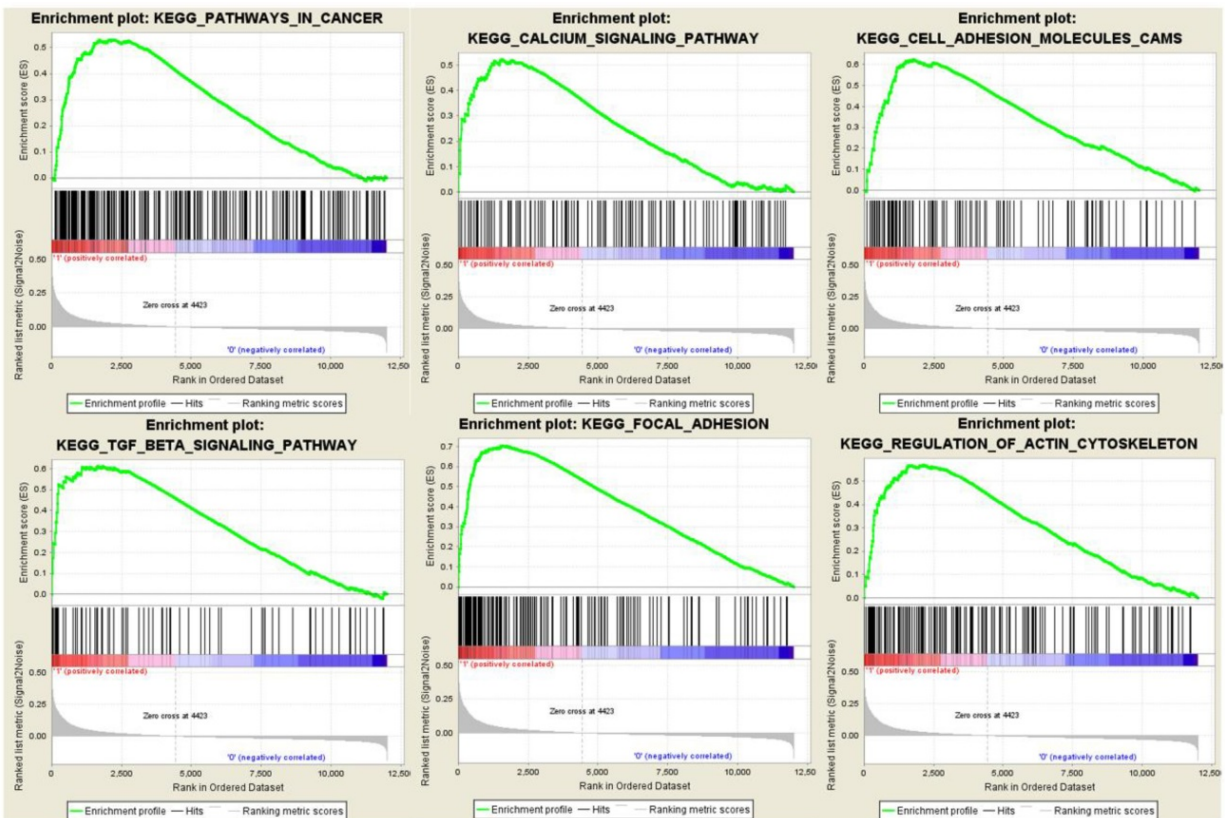 Enrichment plot: KEGG_PATHWAYS_IN_CANCER
Enrichment score (ES)
0.5
0.4
0.3
0.2
0.1
0.0
Ranked list metric (Signal2Noise)
0.50
0.25
0.00
'1' (positively correlated)
Zero cross at 4423
'0' (negatively correlated)
0 2,500 5,000 7,500 10,000 12,500
Rank in Ordered Dataset
Enrichment profile Hits Ranking metric scores
Enrichment plot:
KEGG_CALCIUM_SIGNALING_PATHWAY
Enrichment score (ES)
0.5
0.4
0.3
0.2
0.1
0.0
Ranked list metric (Signal2Noise)
0.50
0.25
0.00
'1' (positively correlated)
Zero cross at 4423
'0' (negatively correlated)
0 2,500 5,000 7,500 10,000 12,500
Rank in Ordered Dataset
Enrichment profile Hits Ranking metric scores
Enrichment plot:
KEGG_CELL_ADHESION_MOLECULES_CAMS
Enrichment score (ES)
0.6
0.5
0.4
0.3
0.2
0.1
0.0
Ranked list metric (Signal2Noise)
0.50
0.25
0.00
'1' (positively correlated)
Zero cross at 4423
'0' (negatively correlated)
0 2,500 5,000 7,500 10,000 12,50
Rank in Ordered Dataset
Enrichment profile Hits Ranking metric scores
Enrichment plot:
KEGG_TGF_BETA_SIGNALING_PATHWAY
Enrichment score (ES)
0.6
0.5
0.4
0.3
0.2
0.1
0.0
Ranked list metric (Signal2Noise)
0.50
0.25
0.00
'1' (positively correlated)
Zero cross at 4423
'0' (negatively correlated)
0 2,500 5,000 7,500 10,000 12,500
Rank in Ordered Dataset
Enrichment profile Hits Ranking metric scores
Enrichment plot: KEGG_FOCAL_ADHESION
Enrichment score (ES)
0.7
0.6
0.5
0.4
0.3
0.2
0.1
0.0
Ranked list metric (Signal2Noise)
0.50
0.25
0.00
'1' (positively correlated)
Zero cross at 4423
'0' (negatively correlated)
0 2,500 5,000 7,500 10,000 12,500
Rank in Ordered Dataset
Enrichment profile Hits Ranking metric scores
Enrichment plot:
KEGG_REGULATION_OF_ACTIN_CYTOSKELETON
Enrichment score (ES)
0.5
0.4
0.3
0.2
0.1
0.0
Ranked list metric (Signal2Noise)
0.50
0.25
0.00
'1' (positively correlated)
Zero cross at 4423
'0' (negatively correlated)
0 2,500 5,000 7,500 10,000 12,50
Rank in Ordered Dataset
Enrichment profile Hits Ranking metric scores